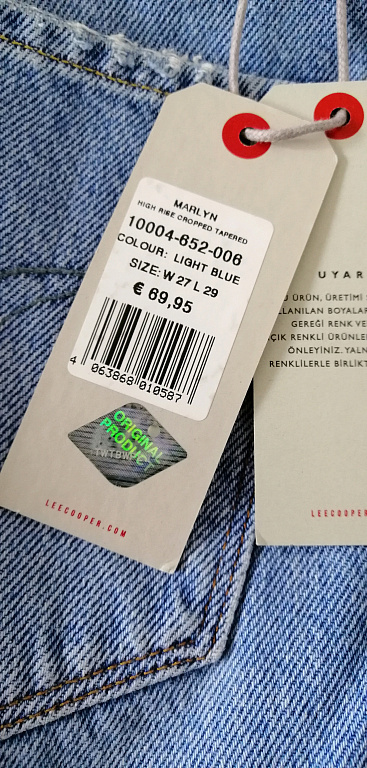 MARLYN
HIGH RISE CROPPED TAPERED
10004-652-006
COLOUR: LIGHT BLUE
SIZE: W 27 L 29
€ 69,95
4 063868 010587
ORIGINAL
PRODUCT
LEECOOPER.COM
UYAR
U ÜRÜN, ÜRETİMİ
LLANILAN BOYALAR
GEREĞİ RENK VE
ÇIK RENKLİ ÜRÜNLE
ÖNLEYİNİZ. YALN
RENKLİLERLE BİRLİKT
LEECOOPER